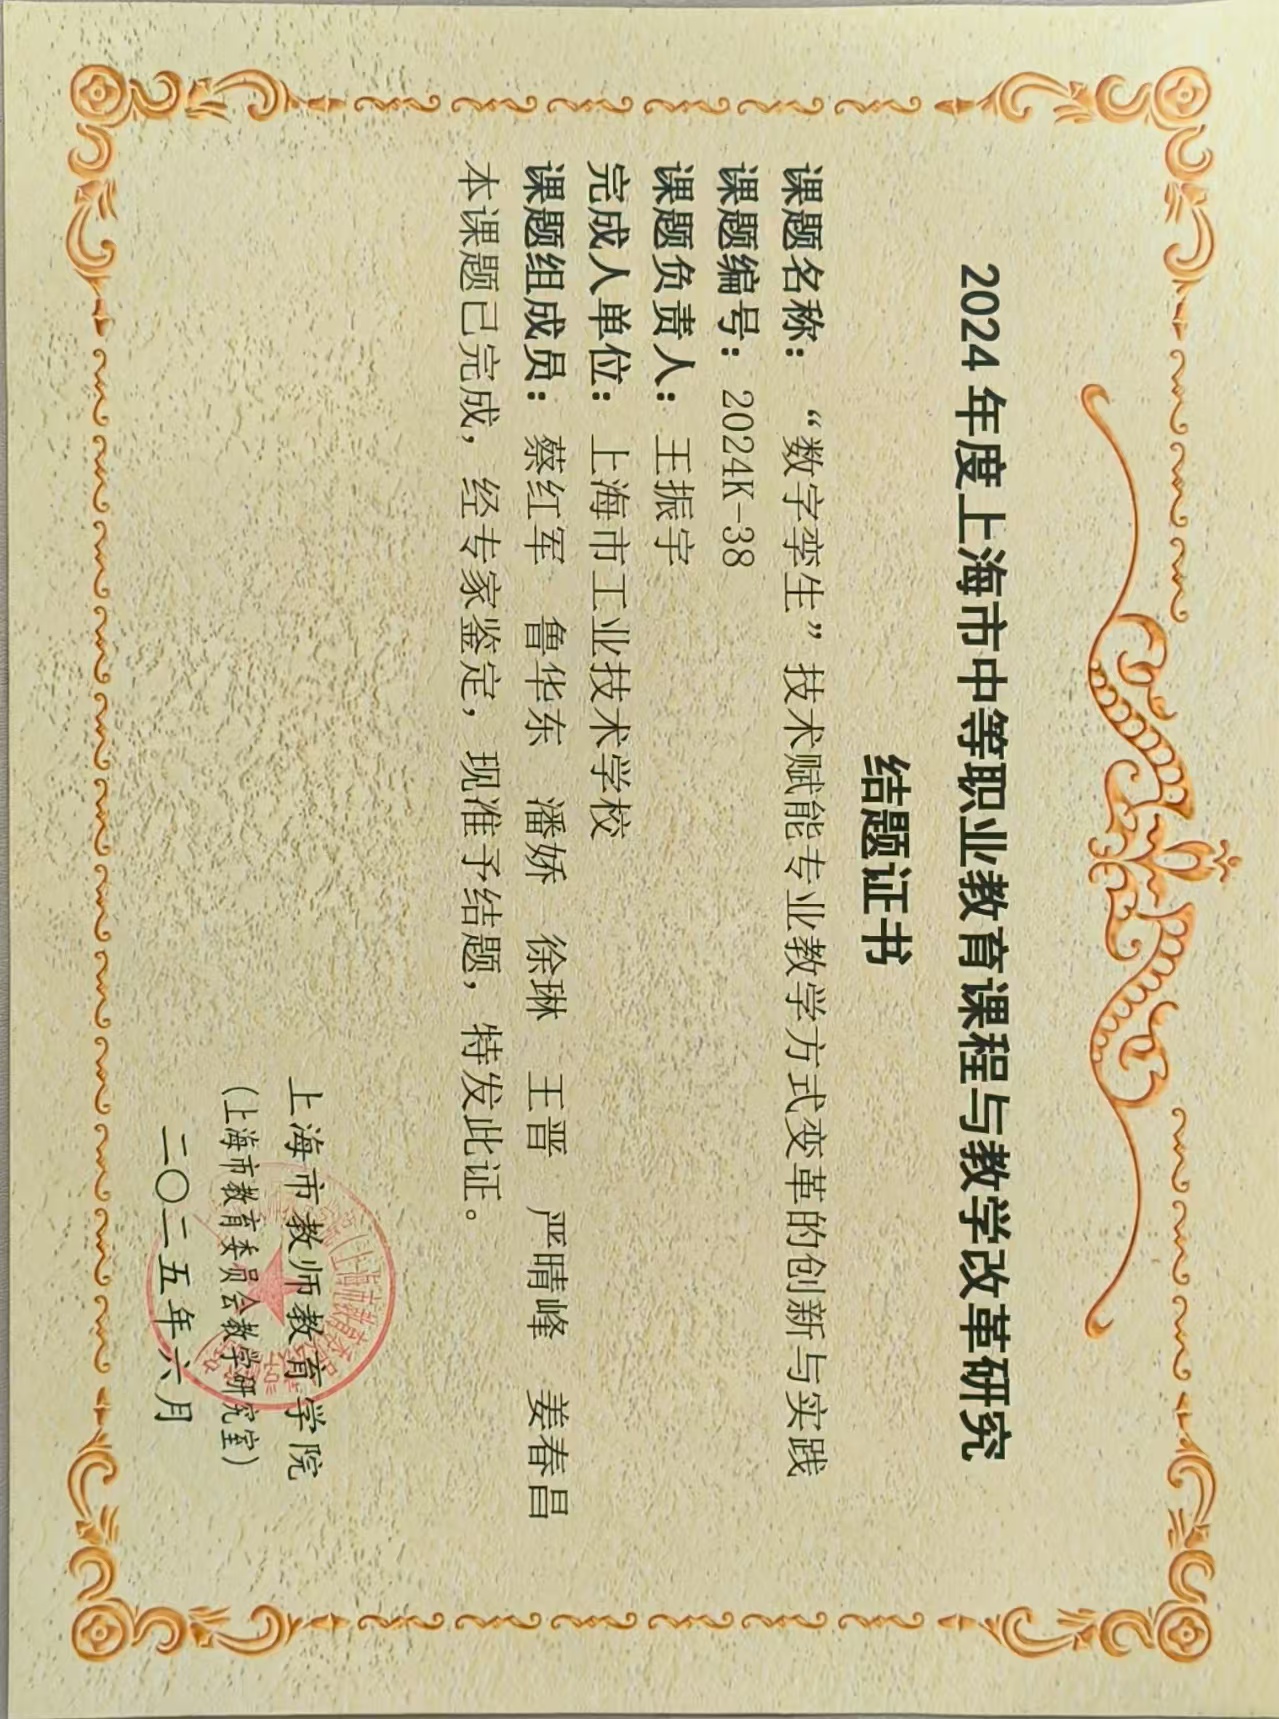 2024年度上海市中等职业教育课程与教学改革研究
结题证书
课题名称：“数字孪生”技术赋能专业教学方式变革的创新与实践
课题编号：2024K-38
课题负责人：王振宇
完成人单位：上海市工业技术学校
课题组成员：蔡红军 鲁华东 潘娇 徐琳 王晋 严晴峰 姜春昌
本课题已完成，经专家鉴定，现准予结题，特发此证。
上海市教师教育学院
（上海市教育委员会教学研究室）
二〇二五年六月